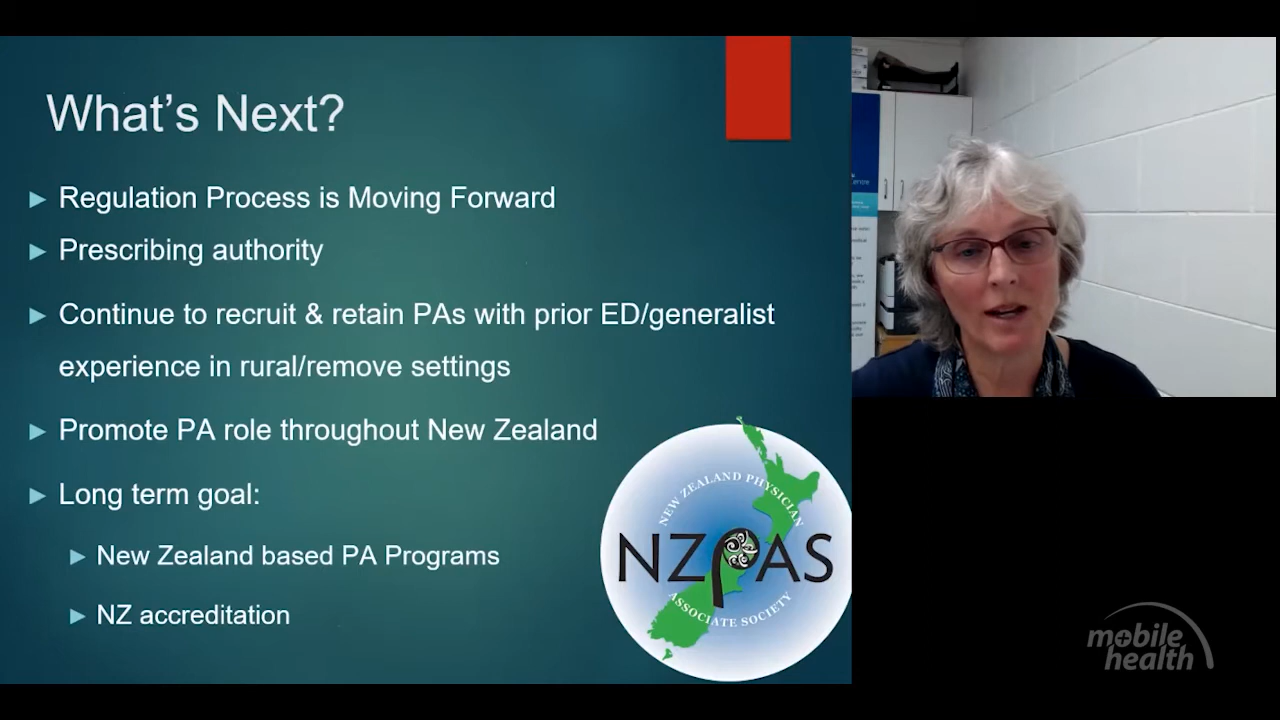 What's Next?
Regulation Process is Moving Forward
Prescribing authority
Continue to recruit & retain PAs with prior ED/generalist
experience in rural/remove settings
Promote PA role throughout New Zealand
Long term goal:
New Zealand based PA Programs
NZ accreditation
NEW ZEALAND PHYSICIAN
NZPAS
ASSOCIATE SOCIETY
mobile
health